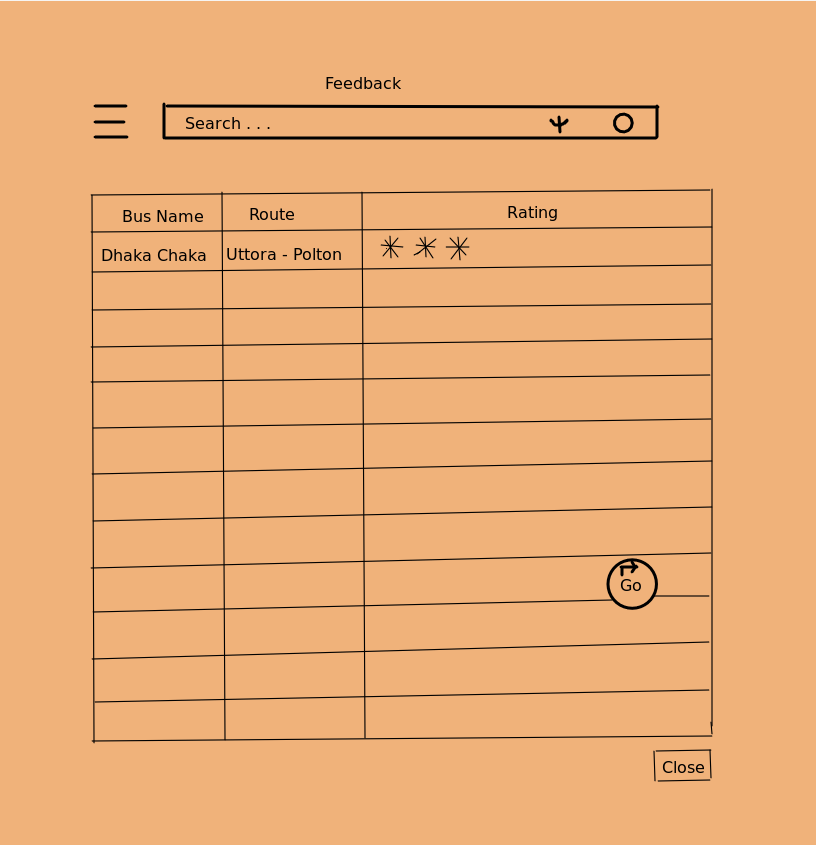 Feedback
Search . . .
Bus Name Route Rating
Dhaka Chaka Uttora - Polton
Go
Close